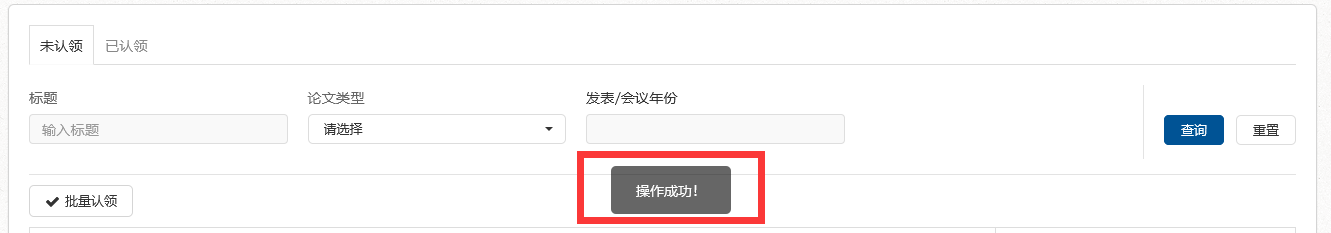 未认领 已认领
标题 论文类型 发表/会议年份
输入标题 请选择 查询 重置
操作成功！
批量认领